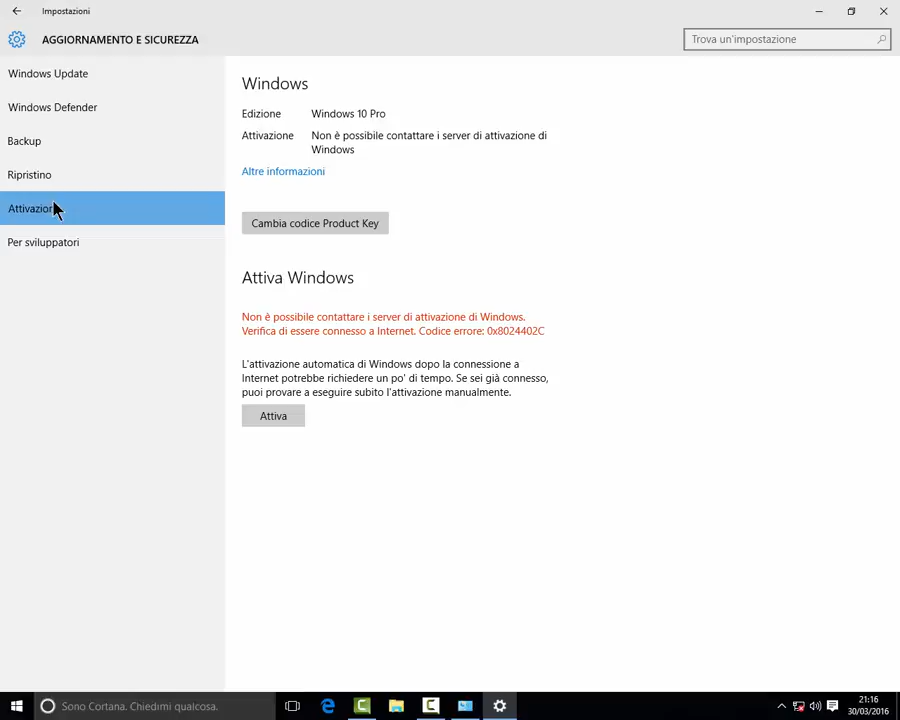 Impostazioni
AGGIORNAMENTO E SICUREZZA
Trova un'impostazione
Windows Update
Windows Defender
Backup
Ripristino
Attivazion
Per sviluppatori
Windows
Edizione Windows 10 Pro
Attivazione Non è possibile contattare i server di attivazione di
Windows
Altre informazioni
Cambia codice Product Key
Attiva Windows
Non è possibile contattare i server di attivazione di Windows.
Verifica di essere connesso a Internet. Codice errore: 0x8024402C
L'attivazione automatica di Windows dopo la connessione a
Internet potrebbe richiedere un po' di tempo. Se sei già connesso,
puoi provare a eseguire subito l'attivazione manualmente.
Attiva
Sono Cortana. Chiedimi qualcosa.
21:16
30/03/2016